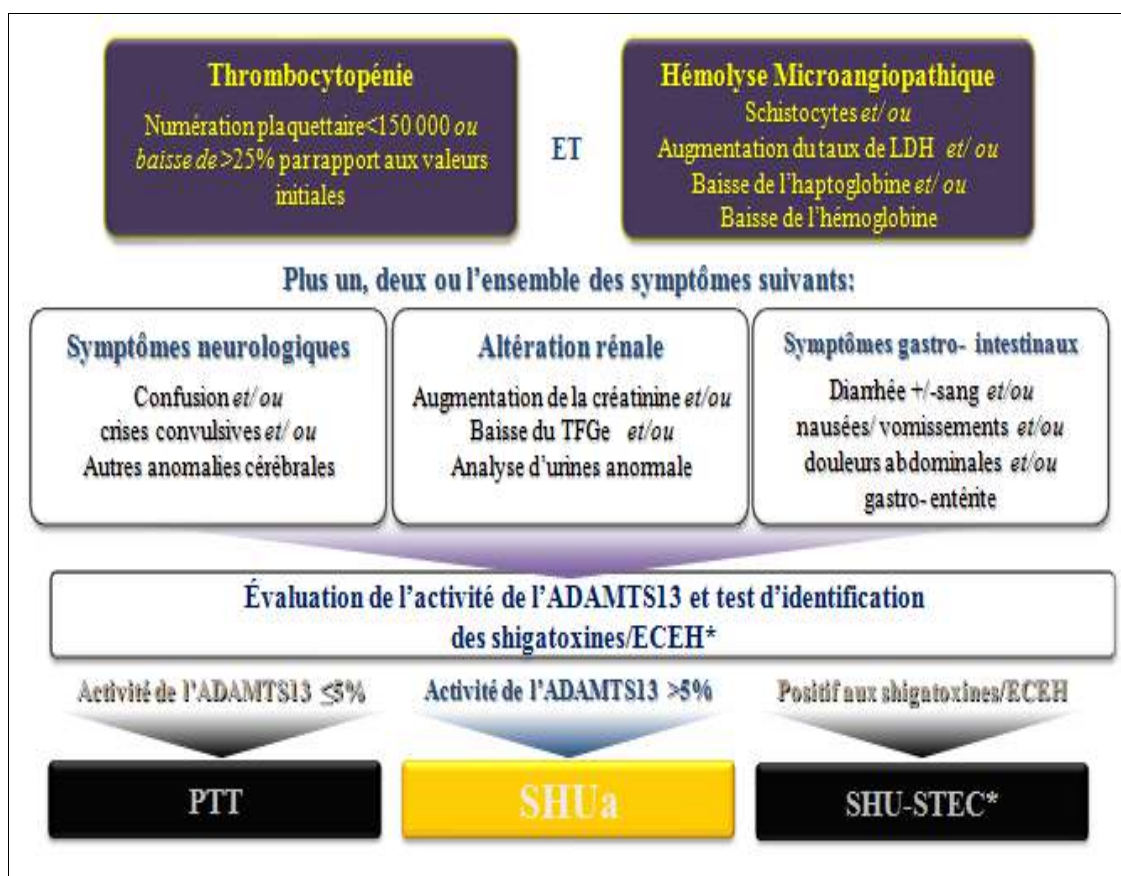 Thrombocytopénie
Numération plaquettaire<150 000 ou
baisse de >25% par rapport aux valeurs
initiales
ET
Hémolyse Microangiopathique
Schistocytes et/ ou
Augmentation du taux de LDH et/ ou
Baisse de l'haptoglobine et/ ou
Baisse de l'hémoglobine
Plus un, deux ou l'ensemble des symptômes suivants:
Symptômes neurologiques
Confusion et/ ou
crises convulsives et/ ou
Autres anomalies cérébrales
Altération rénale
Augmentation de la créatinine et/ou
Baisse du TFGe et/ou
Analyse d'urines anormale
Symptômes gastro- intestinaux
Diarrhée +/-sang et/ou
nausées/ vomissements et/ou
douleurs abdominales et/ou
gastro- entérite
Évaluation de l'activité de l'ADAMTS13 et test d'identification
des shigatoxines/ECEH*
Activité de l'ADAMTS13 ≤5%
Activité de l'ADAMTS13 >5%
Positif aux shigatoxines/ECEH
PTT
SHUa
SHU-STEC*